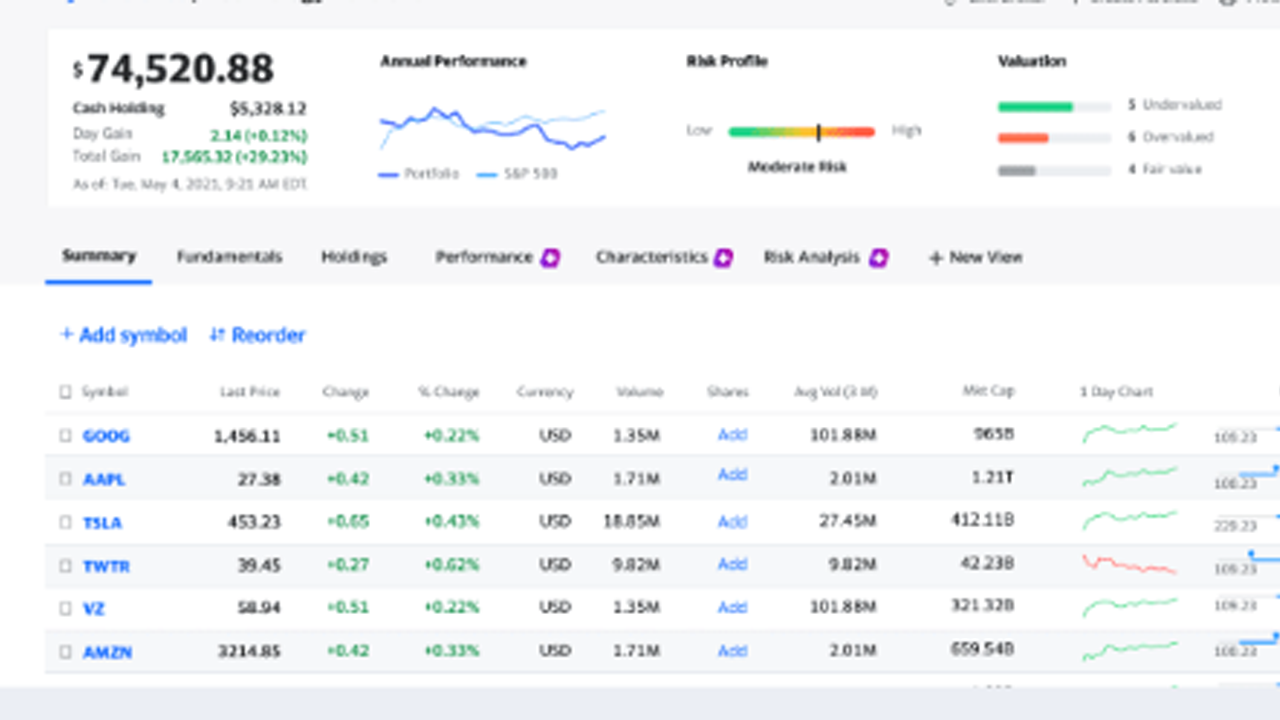 $74,520.88
Cash Holding $5,328.12
Day Gain 2.14 (+0.12%)
Total Gain 17,565.32 (+29.23%)
As of: Tue, May 4, 2021, 9:21 AM EDT
Annual Performance
Portfolio S&P 500
Risk Profile
Low High
Moderate Risk
Valuation
5 Undervalued
6 Overvalued
4 Fair value
Summary Fundamentals Holdings Performance Characteristics Risk Analysis + New View
+ Add symbol Reorder
Symbol Last Price Change % Change Currency Volume Shares Avg Vol (3 M) Mkt Cap 1 Day Chart
GOOG 1,456.11 +0.51 +0.22% USD 1.35M Add 101.88M 965B 109.23
AAPL 27.38 +0.42 +0.33% USD 1.71M Add 2.01M 1.21T 100.23
TSLA 453.23 +0.65 +0.43% USD 18.85M Add 27.45M 412.11B 229.23
TWTR 39.45 +0.27 +0.62% USD 9.82M Add 9.82M 42.23B 109.23
VZ 58.94 +0.51 +0.22% USD 1.35M Add 101.88M 321.32B 109.23
AMZN 3214.85 +0.42 +0.33% USD 1.71M Add 2.01M 659.54B 100.23